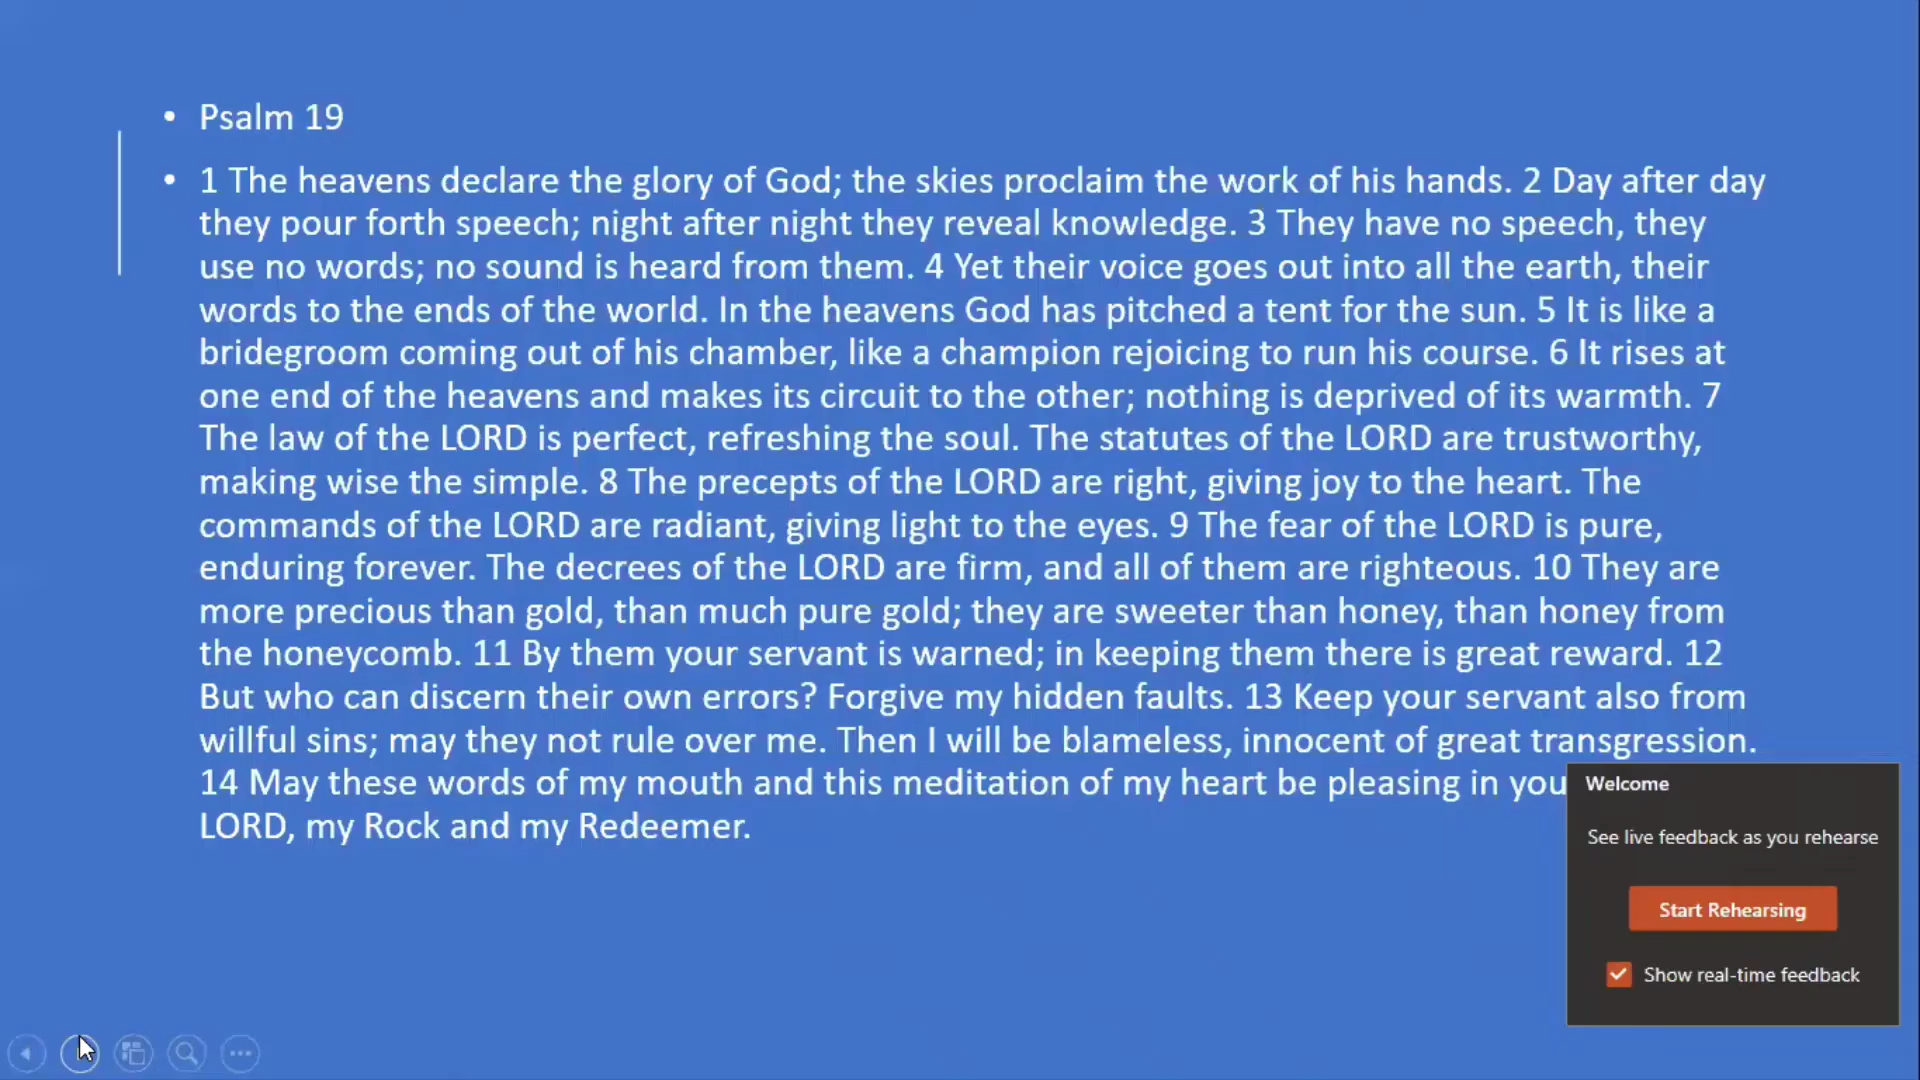 • Psalm 19
• 1 The heavens declare the glory of God; the skies proclaim the work of his hands. 2 Day after day
they pour forth speech; night after night they reveal knowledge. 3 They have no speech, they
use no words; no sound is heard from them. 4 Yet their voice goes out into all the earth, their
words to the ends of the world. In the heavens God has pitched a tent for the sun. 5 It is like a
bridegroom coming out of his chamber, like a champion rejoicing to run his course. 6 It rises at
one end of the heavens and makes its circuit to the other; nothing is deprived of its warmth. 7
The law of the LORD is perfect, refreshing the soul. The statutes of the LORD are trustworthy,
making wise the simple. 8 The precepts of the LORD are right, giving joy to the heart. The
commands of the LORD are radiant, giving light to the eyes. 9 The fear of the LORD is pure,
enduring forever. The decrees of the LORD are firm, and all of them are righteous. 10 They are
more precious than gold, than much pure gold; they are sweeter than honey, than honey from
the honeycomb. 11 By them your servant is warned; in keeping them there is great reward. 12
But who can discern their own errors? Forgive my hidden faults. 13 Keep your servant also from
willful sins; may they not rule over me. Then I will be blameless, innocent of great transgression.
14 May these words of my mouth and this meditation of my heart be pleasing in you
LORD, my Rock and my Redeemer.
Welcome
See live feedback as you rehearse
Start Rehearsing
Show real-time feedback